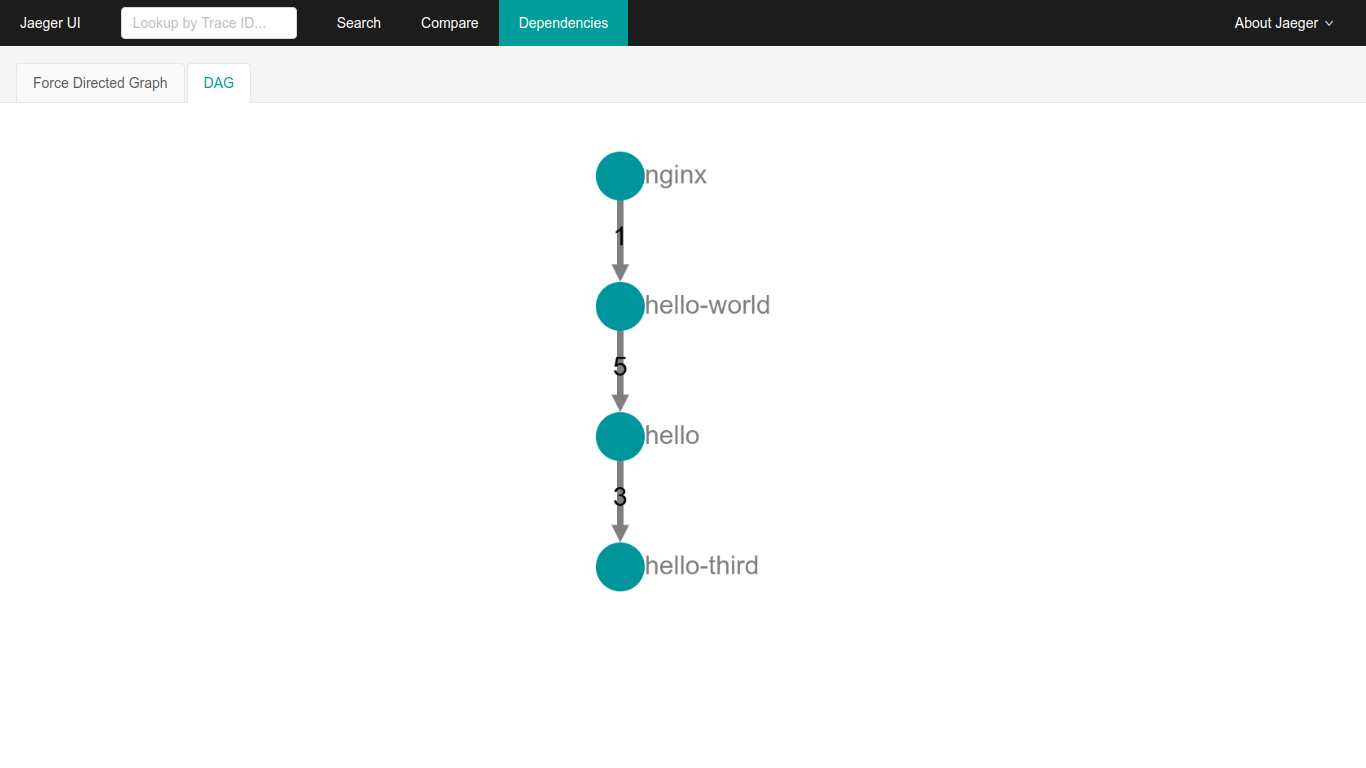 Jaeger UI Lookup by Trace ID... Search Compare Dependencies About Jaeger
Force Directed Graph DAG
nginx
1
hello-world
5
hello
3
hello-third